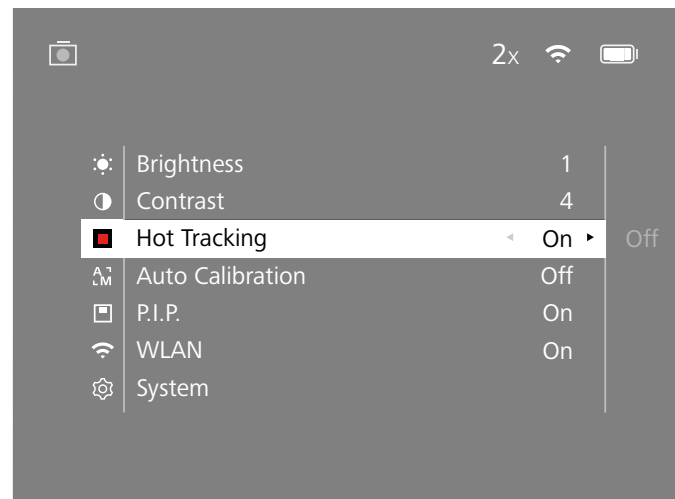 2x
Brightness 1
Contrast 4
Hot Tracking On Off
A M Auto Calibration Off
P.I.P. On
WLAN On
System